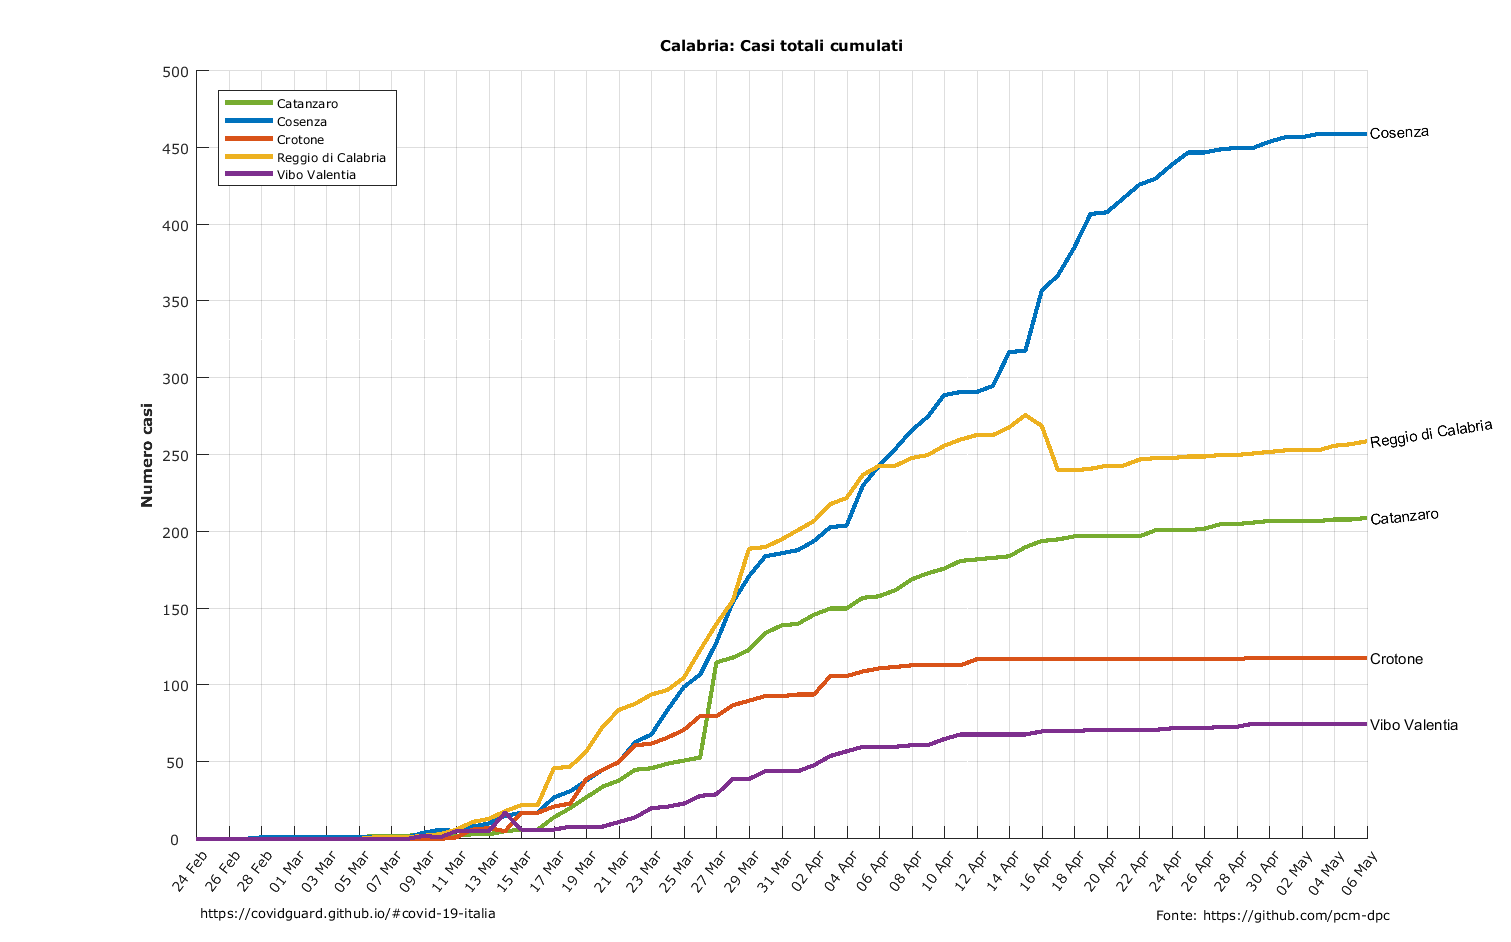 Calabria: Casi totali cumulati
500
450
400
350
300
250
200
150
100
50
0
Numero casi
Catanzaro
Cosenza
Crotone
Reggio di Calabria
Vibo Valentia
Cosenza
Reggio di Calabria
Catanzaro
Crotone
Vibo Valentia
24 Feb
26 Feb
28 Feb
01 Mar
03 Mar
05 Mar
07 Mar
09 Mar
11 Mar
13 Mar
15 Mar
17 Mar
19 Mar
21 Mar
23 Mar
25 Mar
27 Mar
29 Mar
31 Mar
02 Apr
04 Apr
06 Apr
08 Apr
10 Apr
12 Apr
14 Apr
16 Apr
18 Apr
20 Apr
22 Apr
24 Apr
26 Apr
28 Apr
30 Apr
02 May
04 May
06 May
https://covidguard.github.io/#covid-19-italia
Fonte: https://github.com/pcm-dpc